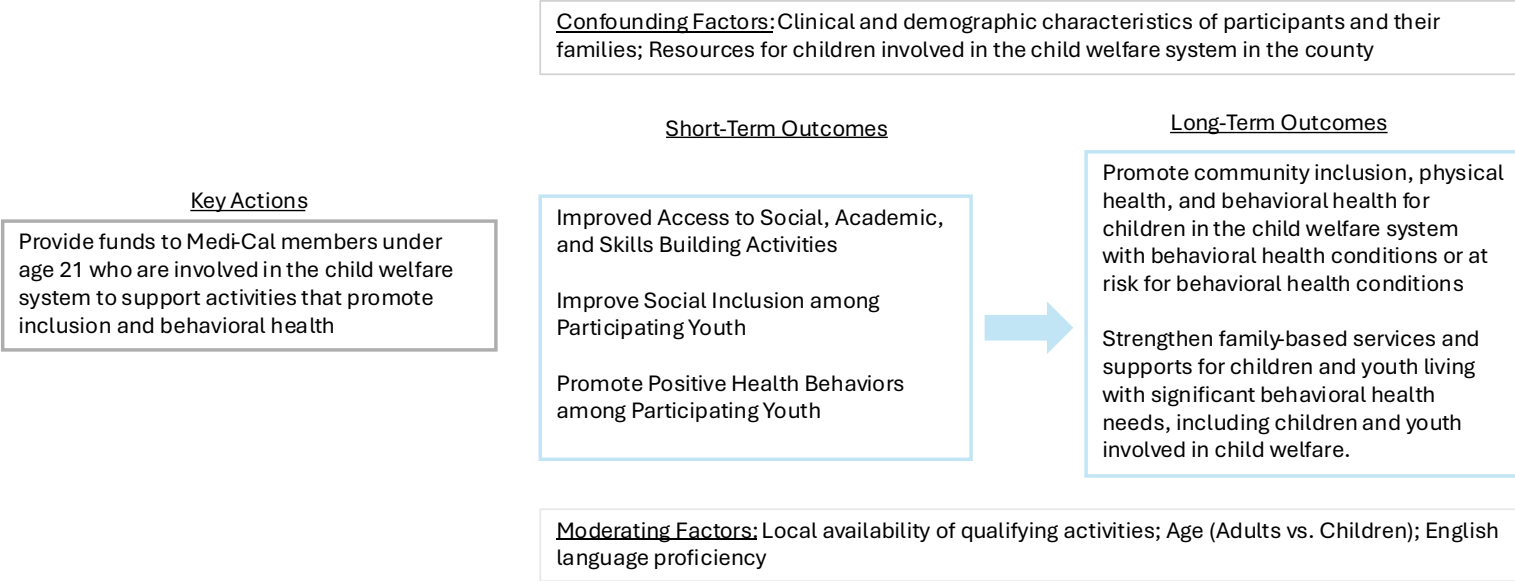 Confounding Factors: Clinical and demographic characteristics of participants and their
families; Resources for children involved in the child welfare system in the county
Key Actions
Provide funds to Medi-Cal members under
age 21 who are involved in the child welfare
system to support activities that promote
inclusion and behavioral health
Short-Term Outcomes
Improved Access to Social, Academic,
and Skills Building Activities
Improve Social Inclusion among
Participating Youth
Promote Positive Health Behaviors
among Participating Youth
Long-Term Outcomes
Promote community inclusion, physical
health, and behavioral health for
children in the child welfare system
with behavioral health conditions or at
risk for behavioral health conditions
Strengthen family-based services and
supports for children and youth living
with significant behavioral health
needs, including children and youth
involved in child welfare.
Moderating Factors: Local availability of qualifying activities; Age (Adults vs. Children); English
language proficiency